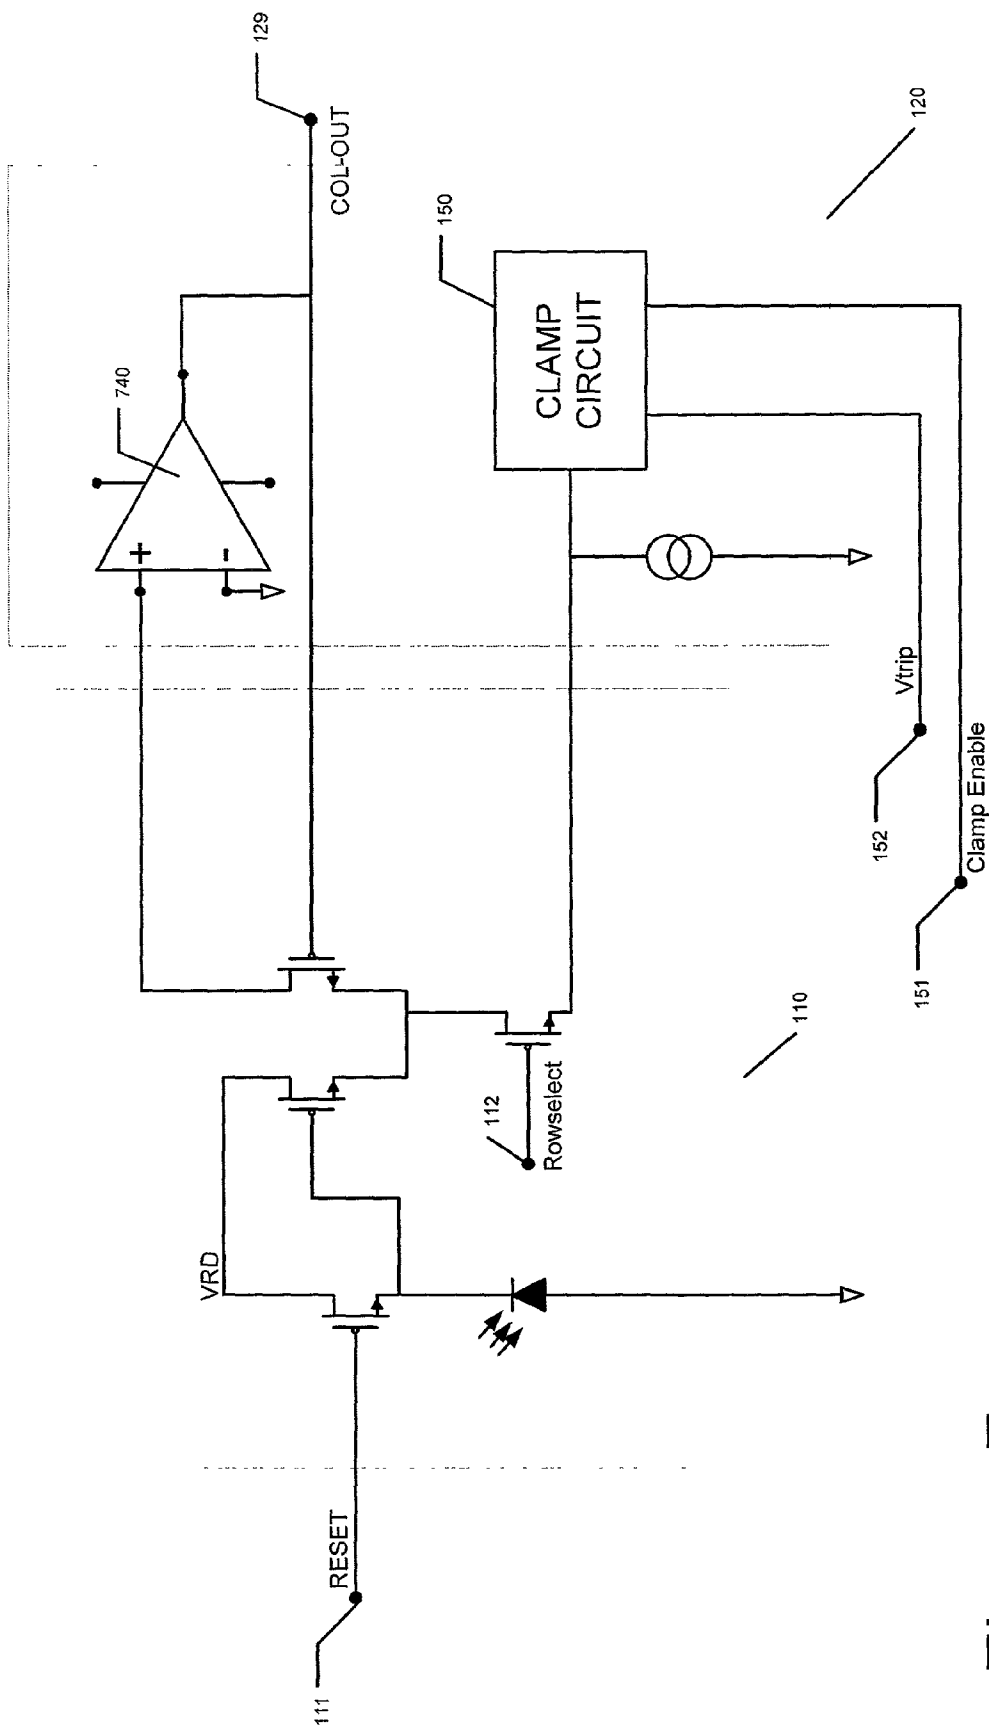 129
COL-OUT
740
+
-
150
CLAMP
CIRCUIT
120
VRD
112
Rowselect
110
Vtrip
152
Clamp Enable
151
RESET
111